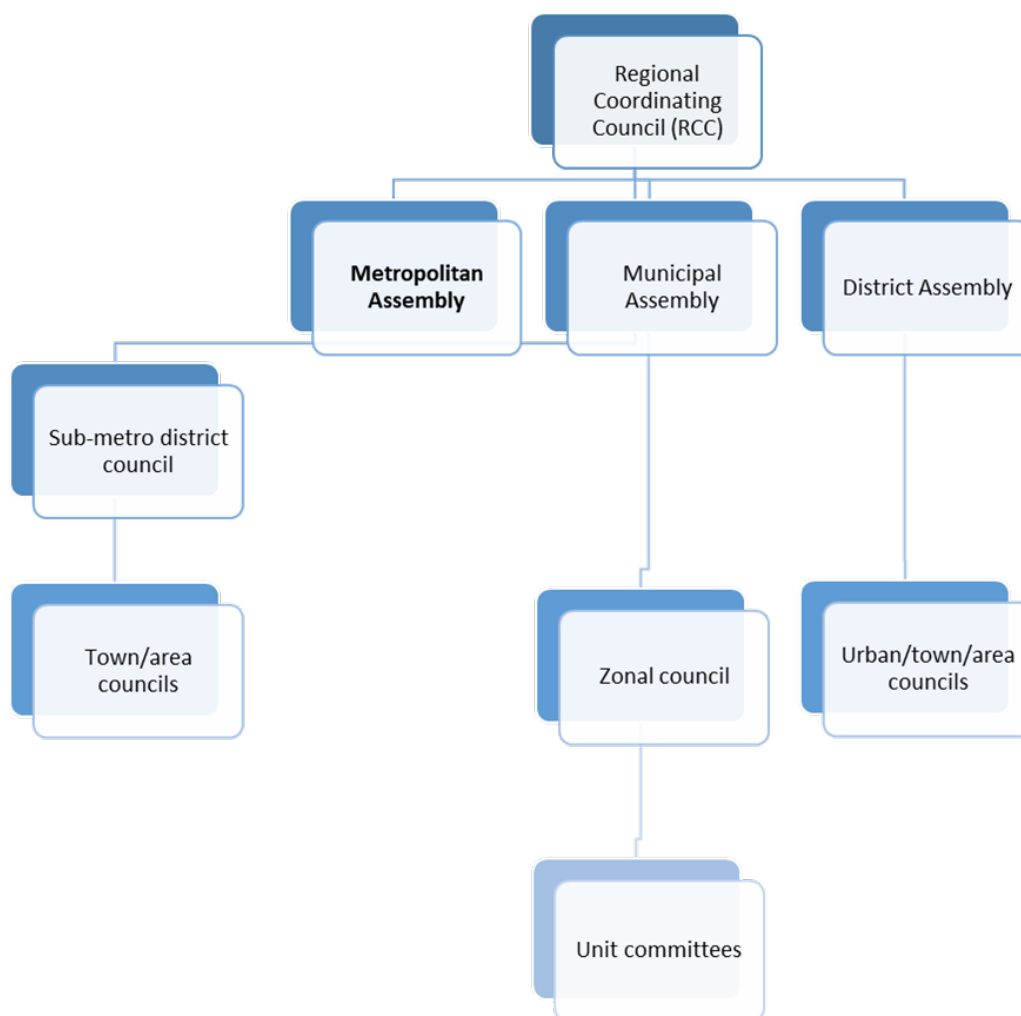 Regional
Coordinating
Council (RCC)
Metropolitan
Assembly
Municipal
Assembly
District Assembly
Sub-metro district
council
Town/area
councils
Zonal council
Urban/town/area
councils
Unit committees